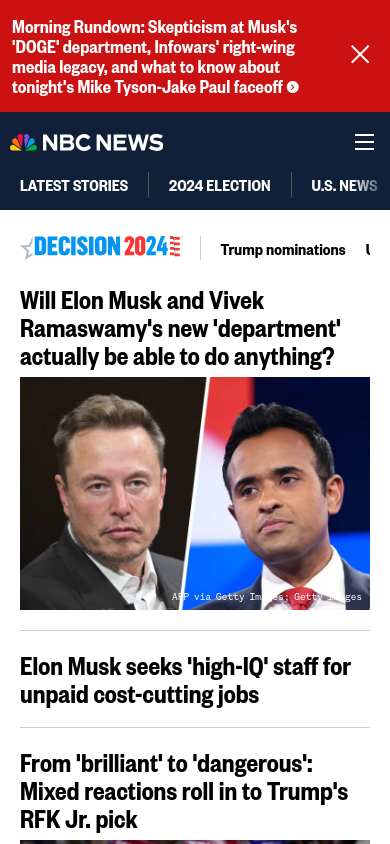 Morning Rundown: Skepticism at Musk's
'DOGE' department, Infowars' right-wing
media legacy, and what to know about
tonight's Mike Tyson-Jake Paul faceoff
NBC NEWS
LATEST STORIES
2024 ELECTION
U.S. NEWS
DECISION 2024
Trump nominations
Will Elon Musk and Vivek
Ramaswamy's new 'department'
actually be able to do anything?
AFP via Getty Images; Getty Images
Elon Musk seeks 'high-IQ' staff for
unpaid cost-cutting jobs
From 'brilliant' to 'dangerous':
Mixed reactions roll in to Trump's
RFK Jr. pick